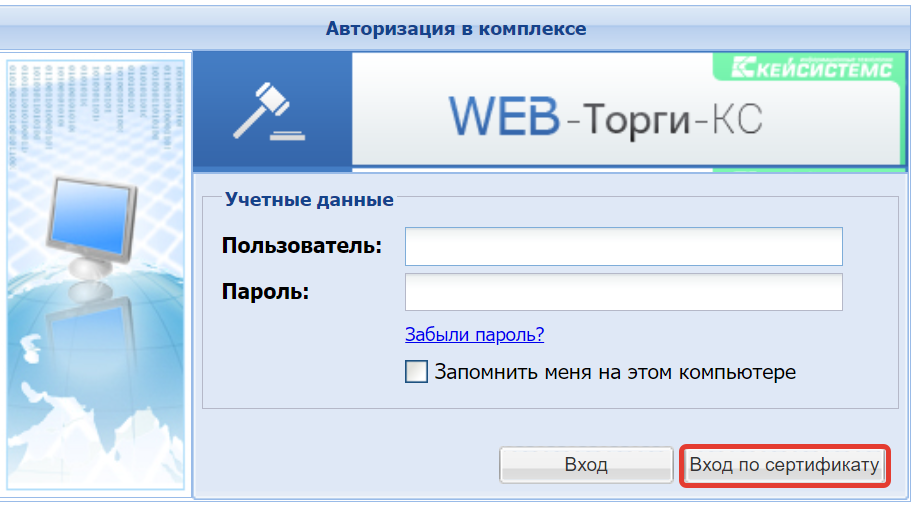 Авторизация в комплексе
КЕЙСИСТЕМС
WEB-Торги-КС
Учетные данные
Пользователь:
Пароль:
Забыли пароль?
Запомнить меня на этом компьютере
Вход
Вход по сертификату